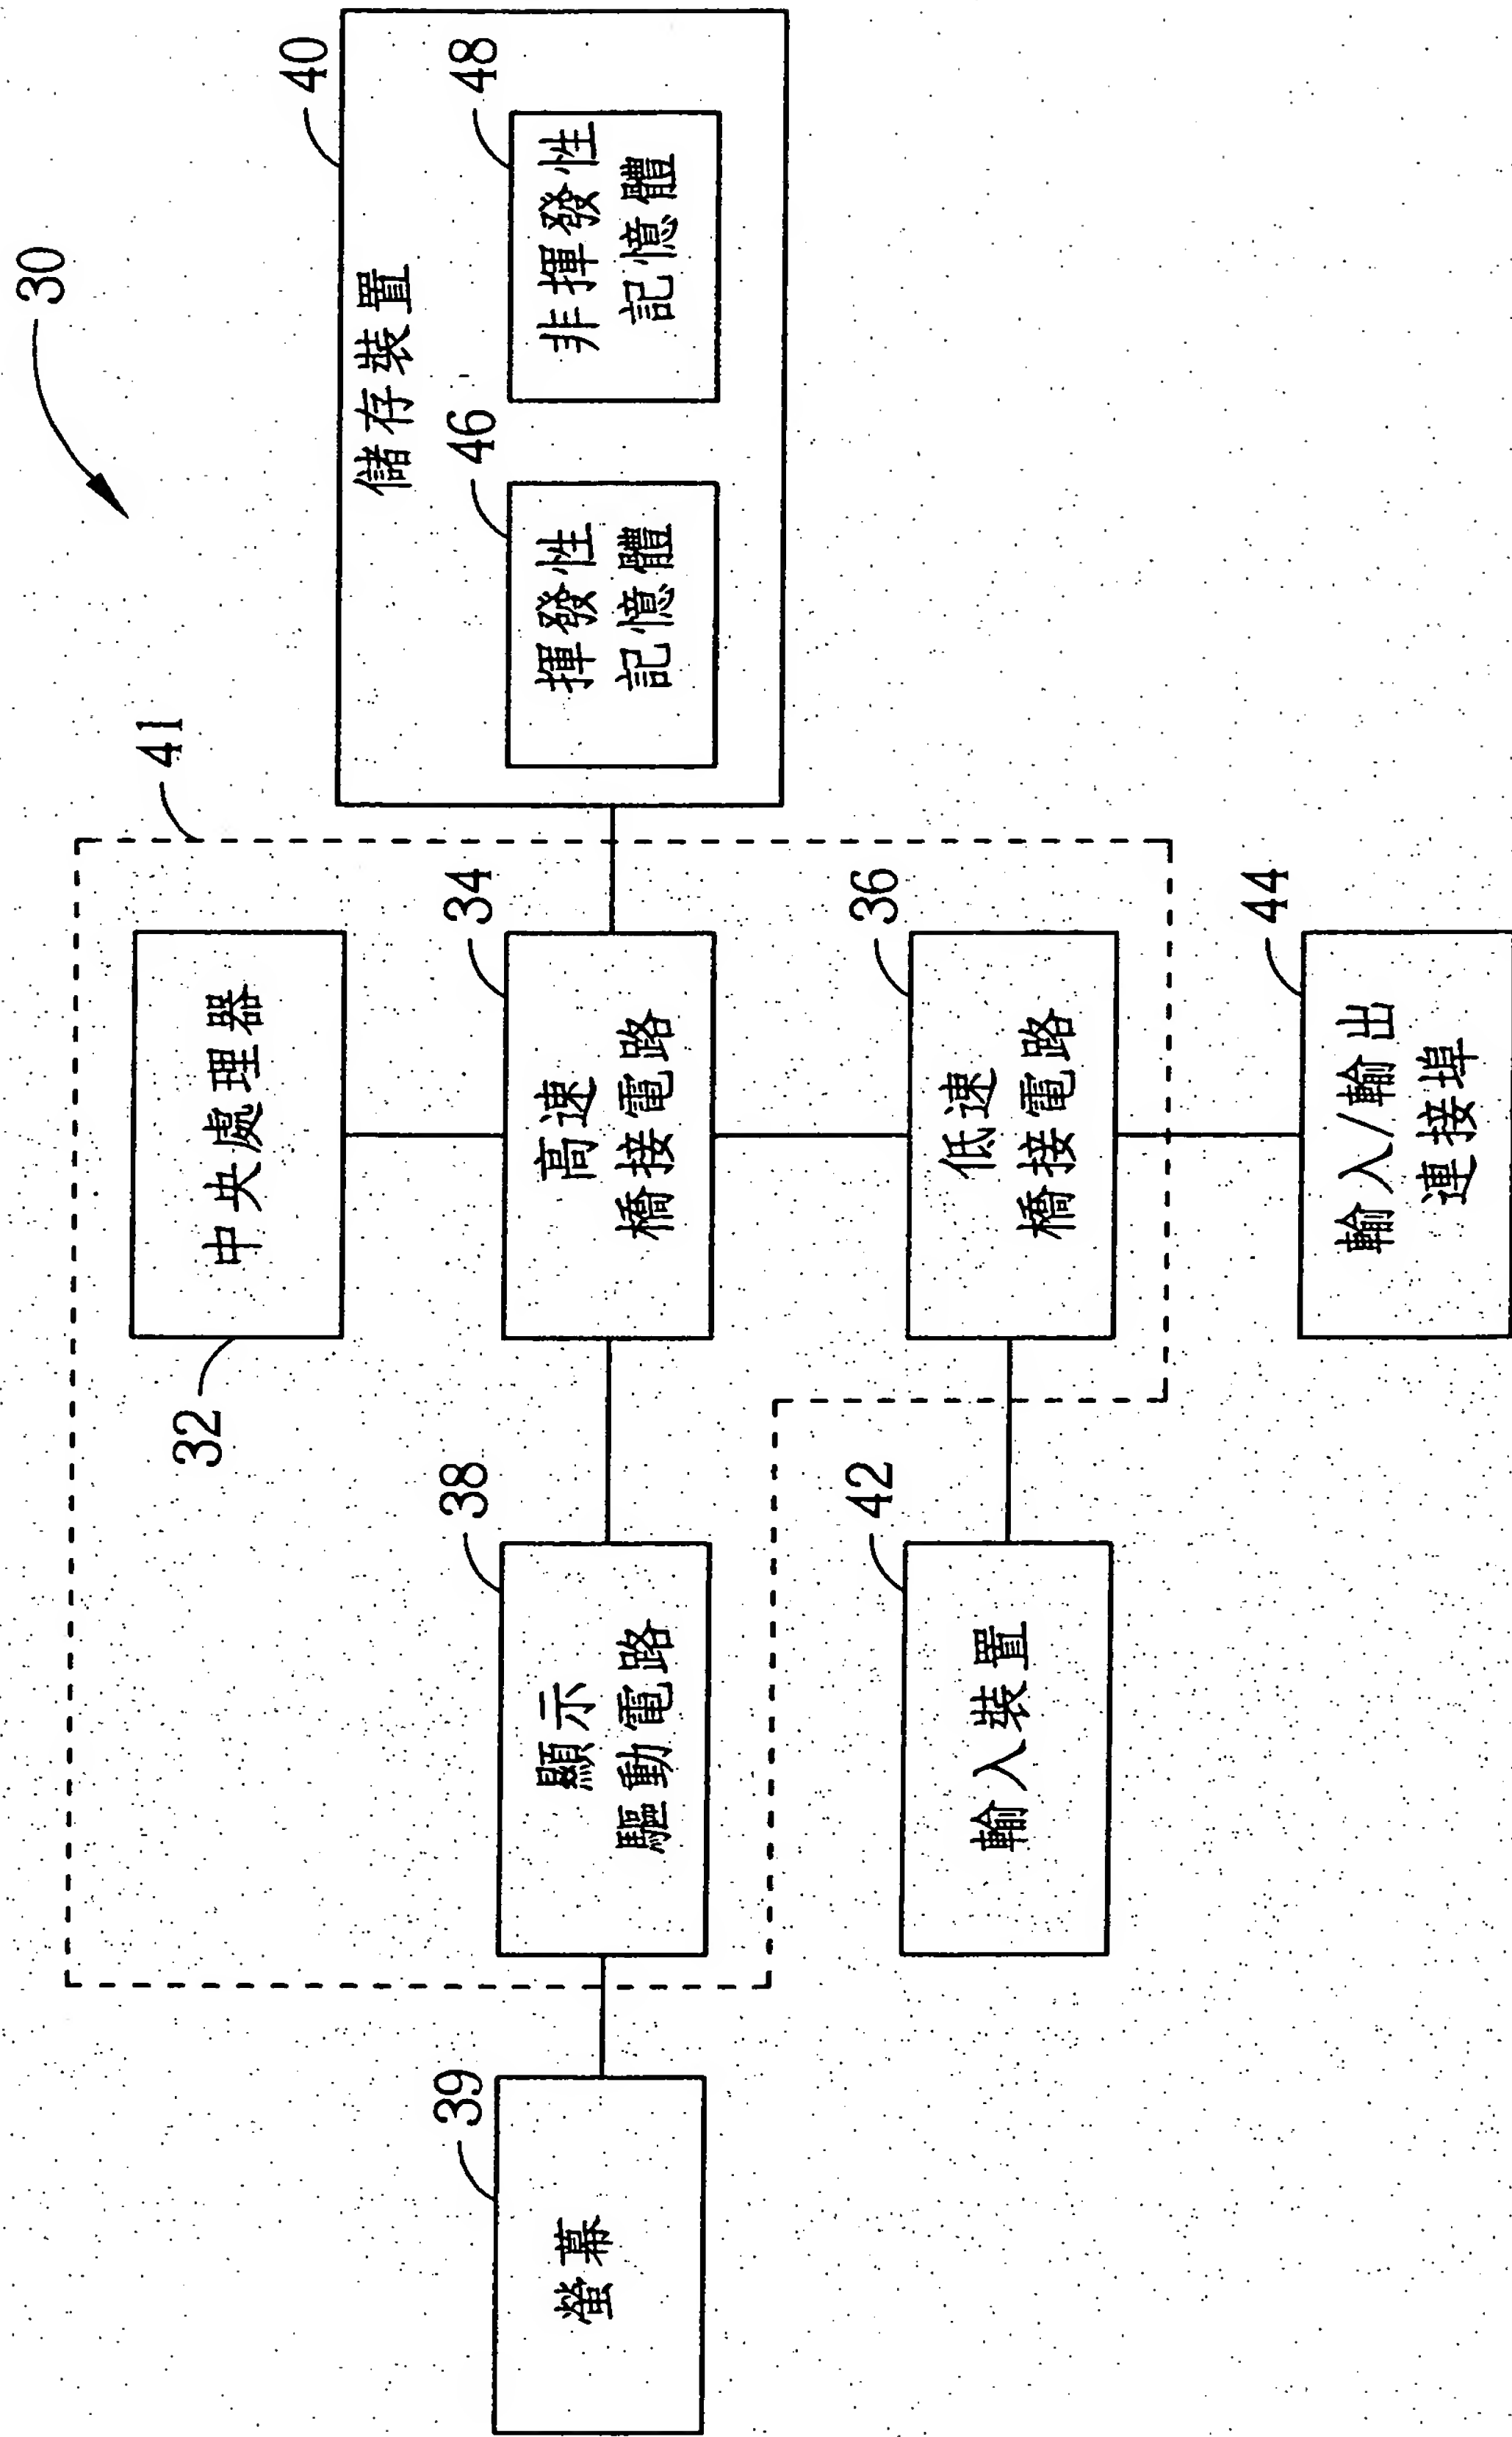 30
41
40
儲存裝置
46
揮發性
記憶體
48
非揮發性
記憶體
32
中央處理器
39
螢幕
38
顯示
驅動電路
34
高速
橋接電路
42
輸入裝置
36
低速
橋接電路
44
輸入/輸出
連接埠